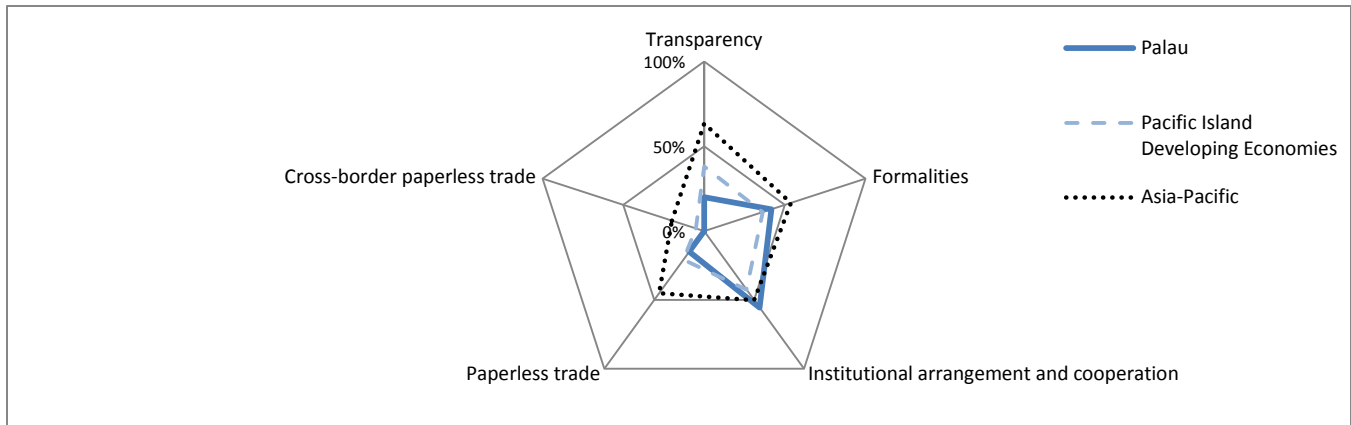 Transparency
100%
50%
0%
Formalities
Institutional arrangement and cooperation
Paperless trade
Cross-border paperless trade
Palau
Pacific Island
Developing Economies
Asia-Pacific